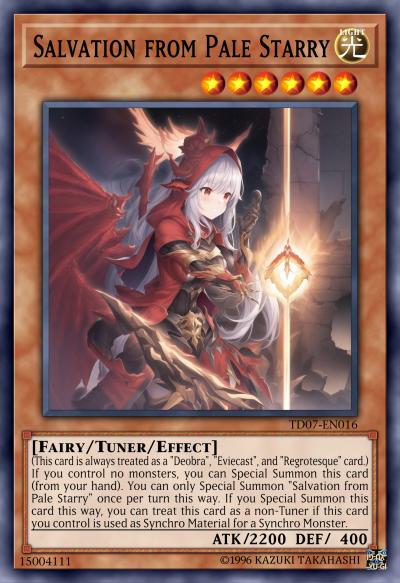 SALVATION FROM PALE STARRY
LIGHT
光
TD07-EN016
[FAIRY/TUNER/EFFECT]
(This card is always treated as a "Deobra", "Eviecast", and "Regrotesque" card.)
If you control no monsters, you can Special Summon this card
(from your hand). You can only Special Summon "Salvation from
Pale Starry" once per turn this way. If you Special Summon this
card this way, you can treat this card as a non-Tuner if this card
you control is used as Synchro Material for a Synchro Monster.
ATK/2200 DEF/ 400
15004111
©1996 KAZUKI TAKAHASHI